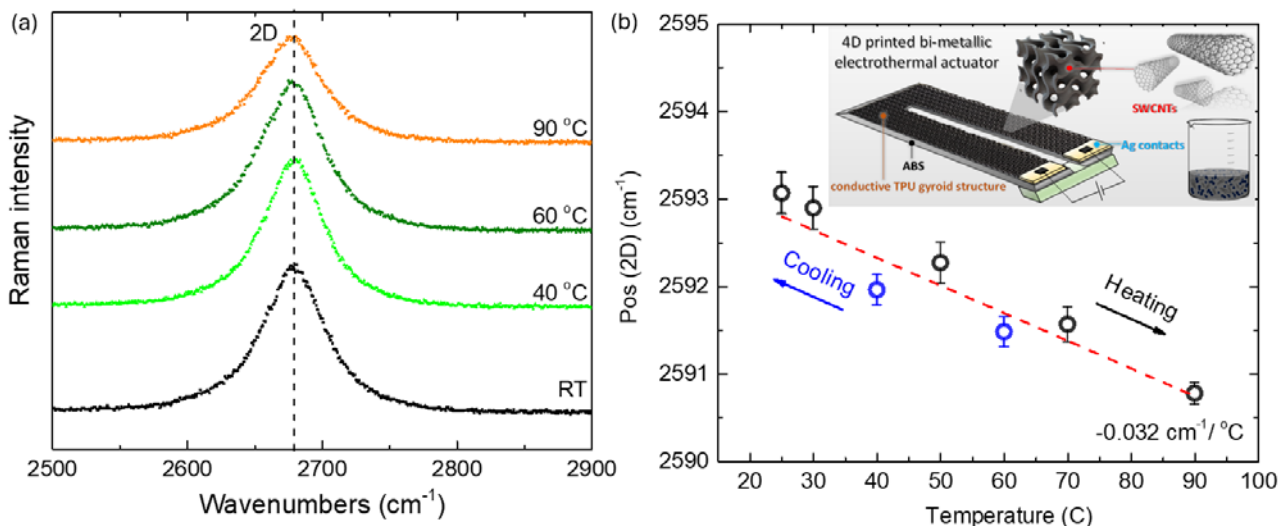 (a)
2D
90 °C
60 °C
40 °C
RT
Raman intensity
2500
2600
2700
2800
2900
Wavenumbers (cm⁻¹)
(b)
2595
2594
2593
2592
2591
2590
Pos (2D) (cm⁻¹)
4D printed bi-metallic
electrothermal actuator
SWCNTs
Ag contacts
ABS
conductive TPU gyroid structure
Cooling
Heating
-0.032 cm⁻¹/ °C
20
30
40
50
60
70
80
90
100
Temperature (C)